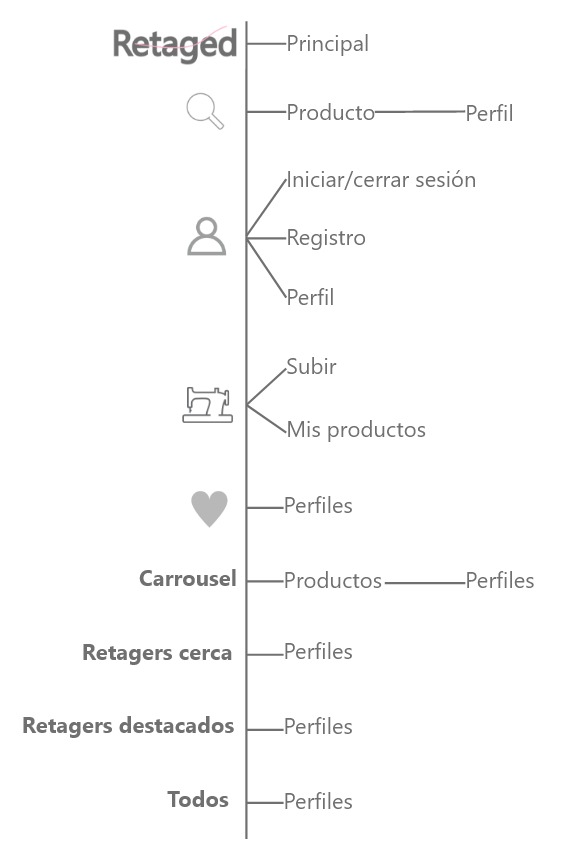 Retaged Principal
Producto Perfil
Iniciar/cerrar sesión
Registro
Perfil
Subir
Mis productos
Perfiles
Carrousel Productos Perfiles
Retagers cerca Perfiles
Retagers destacados Perfiles
Todos Perfiles